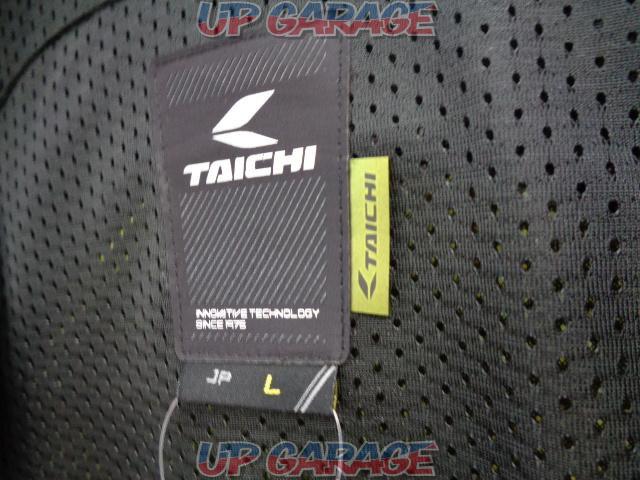 UP GARAGE
TAICHI
TAICHI
INNOVATIVE TECHNOLOGY
SINCE 1975
JP L
UP GARAGE